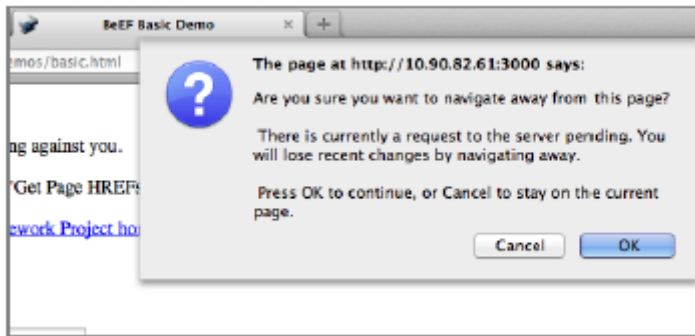 BeEF Basic Demo
emos/basic.html
The page at http://10.90.82.61:3000 says:
Are you sure you want to navigate away from this page?
There is currently a request to the server pending. You
will lose recent changes by navigating away.
Press OK to continue, or Cancel to stay on the current
page.
Cancel
OK
ng against you.
"Get Page HREFs
ework Project ho